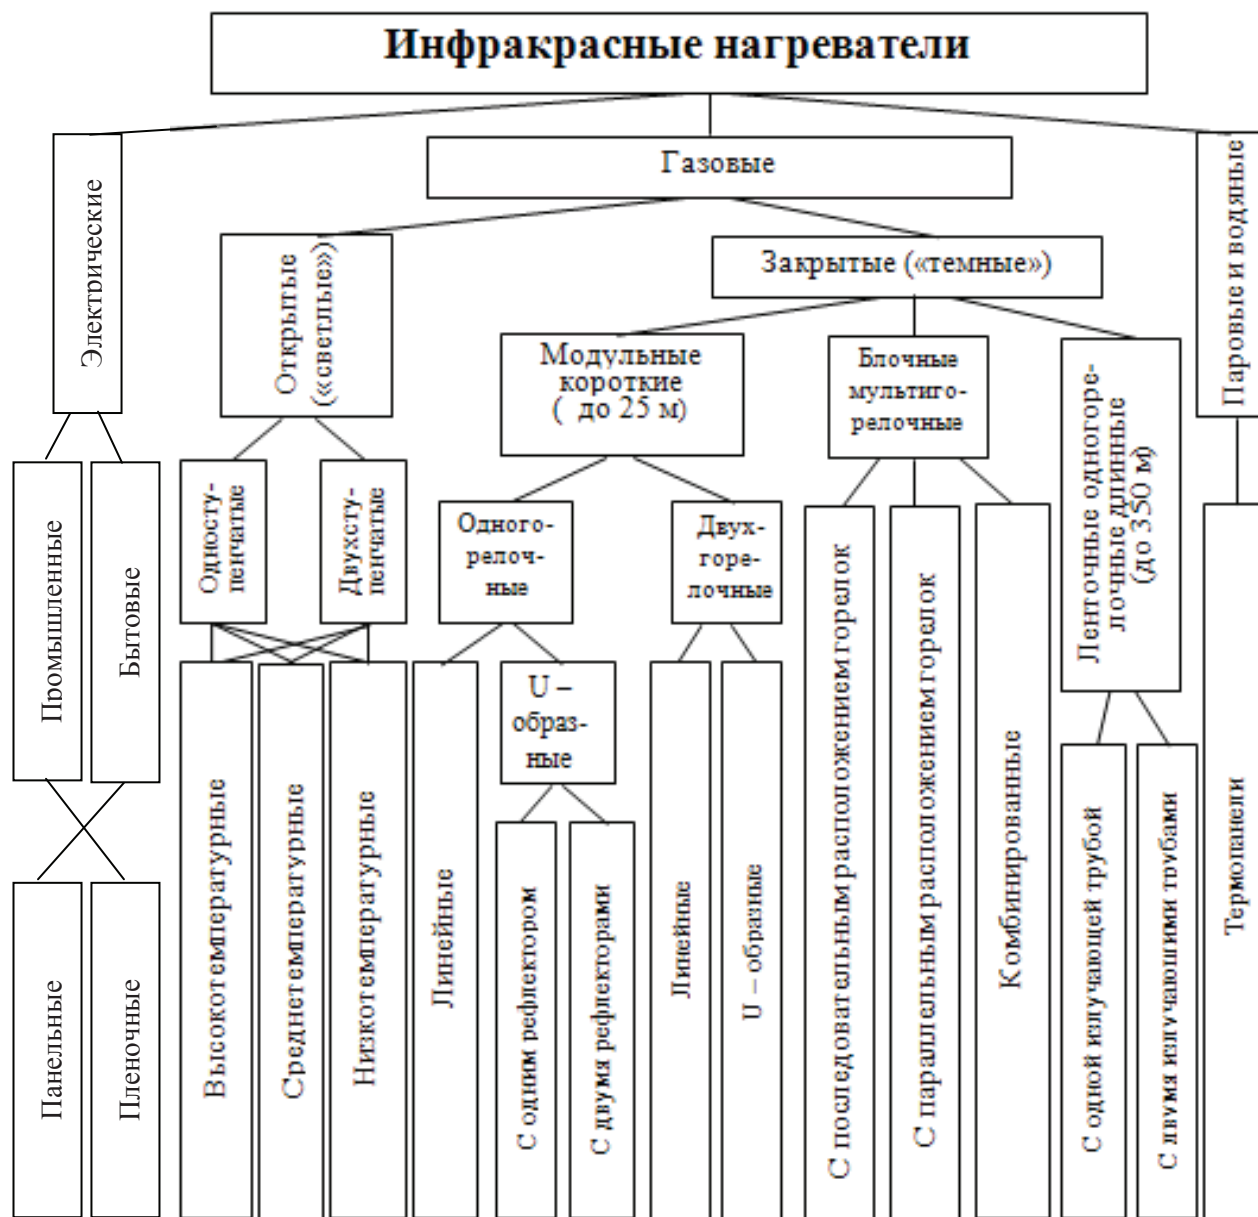 Инфракрасные нагреватели
Газовые
Электрические
Паровые и водяные
Открытые
(«светлые»)
Закрытые («темные»)
Модульные
короткие
( до 25 м)
Блочные
мультиго-
релочные
Ленточные одногоре-
лочные длинные
(до 350 м)
Промышленные
Бытовые
Односту-
пенчатые
Двухсту-
пенчатые
Одного-
релоч-
ные
Двух-
горе-
лочные
U –
образ-
ные
Панельные
Пленочные
Высокотемпературные
Среднетемпературные
Низкотемпературные
Линейные
С одним рефлектором
С двумя рефлекторами
Линейные
U – образные
С последовательным расположением горелок
С параллельным расположением горелок
Комбинированные
С одной излучающей трубой
С двумя излучающими трубами
Термопанели